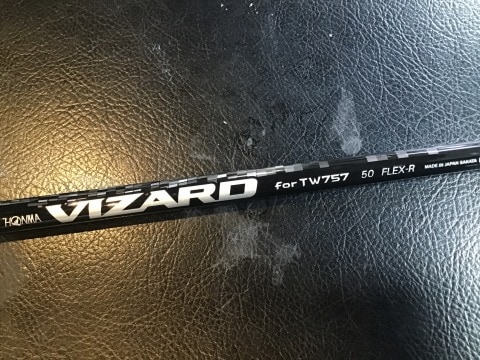 HONMA VIZARD for TW757 50 FLEX-R MADE IN JAPAN SAKATA